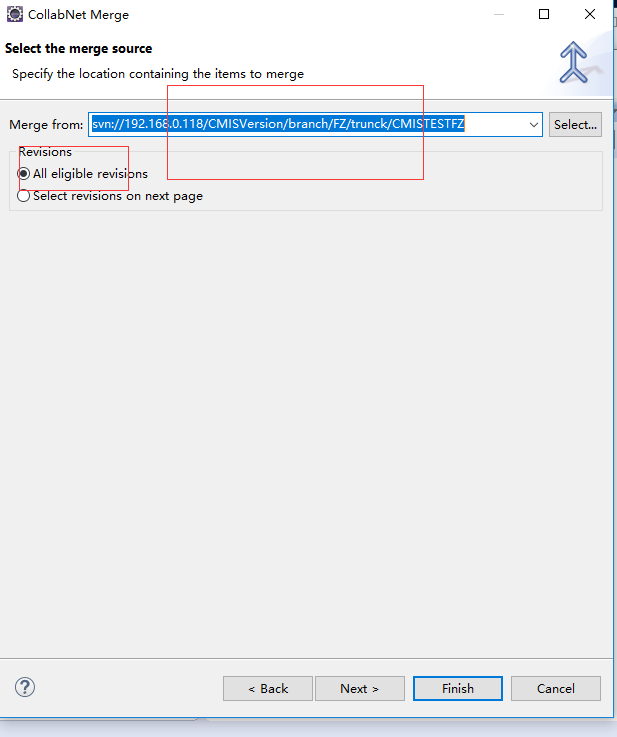 CollabNet Merge
Select the merge source
Specify the location containing the items to merge
Merge from: svn://192.168.0.118/CMISVersion/branch/FZ/trunck/CMISTESTFZ Select...
Revisions
All eligible revisions
Select revisions on next page
? < Back Next > Finish Cancel